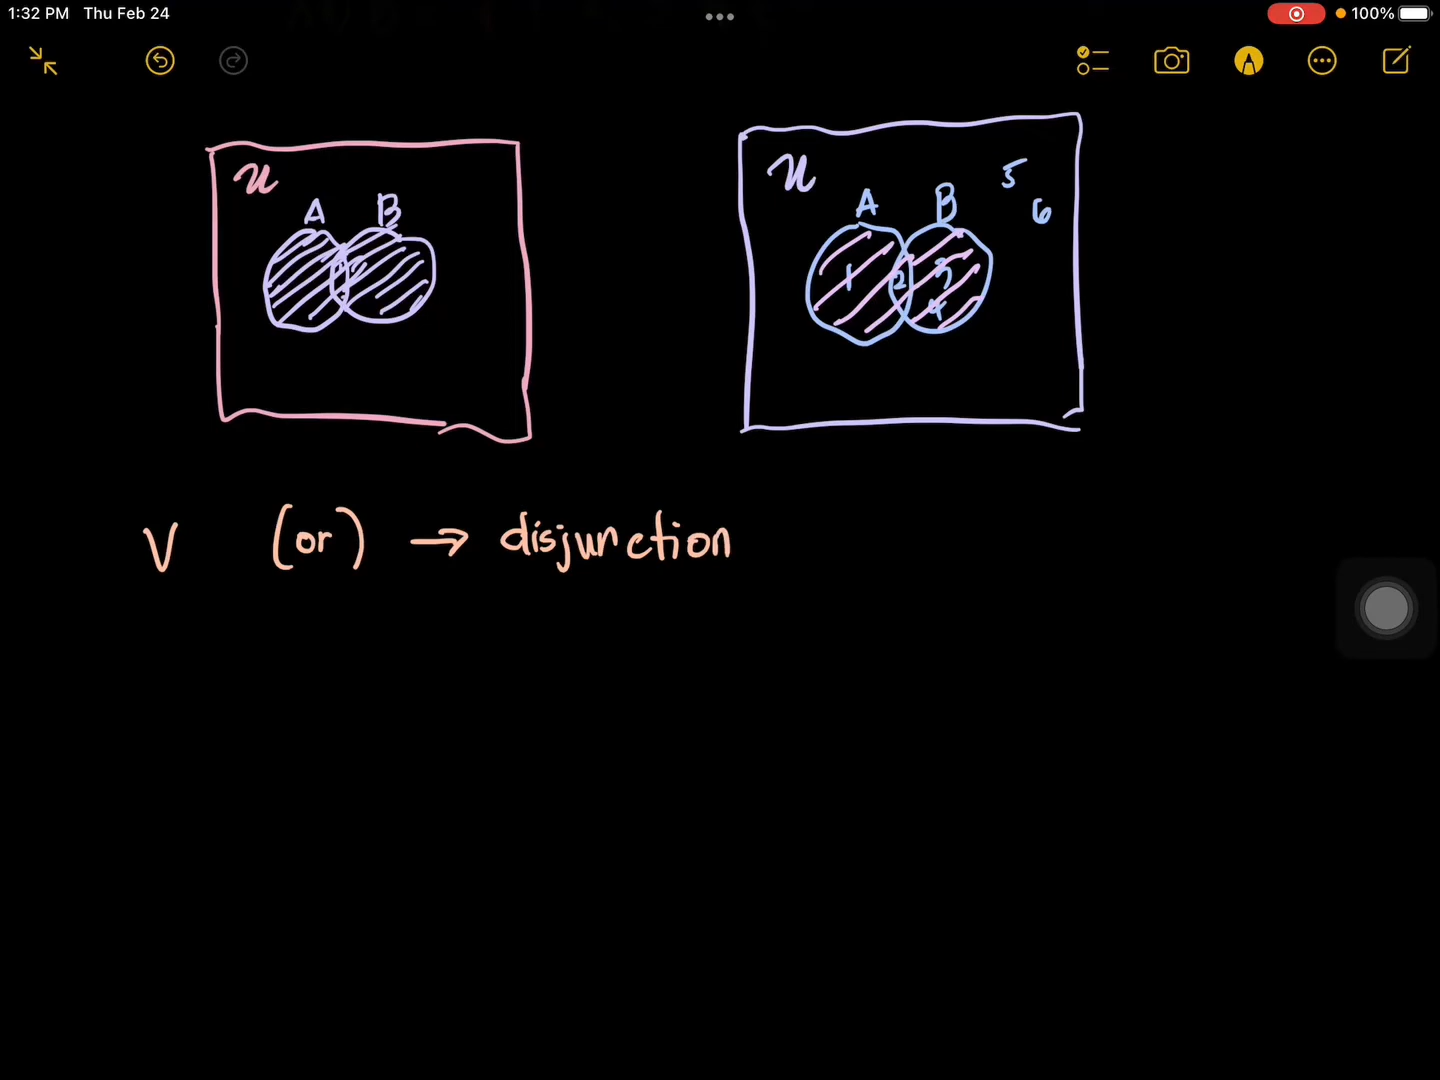 1:32 PM Thu Feb 24
100%
U
A B
U
5
6
A B
1 2 3
4
V (or) → disjunction